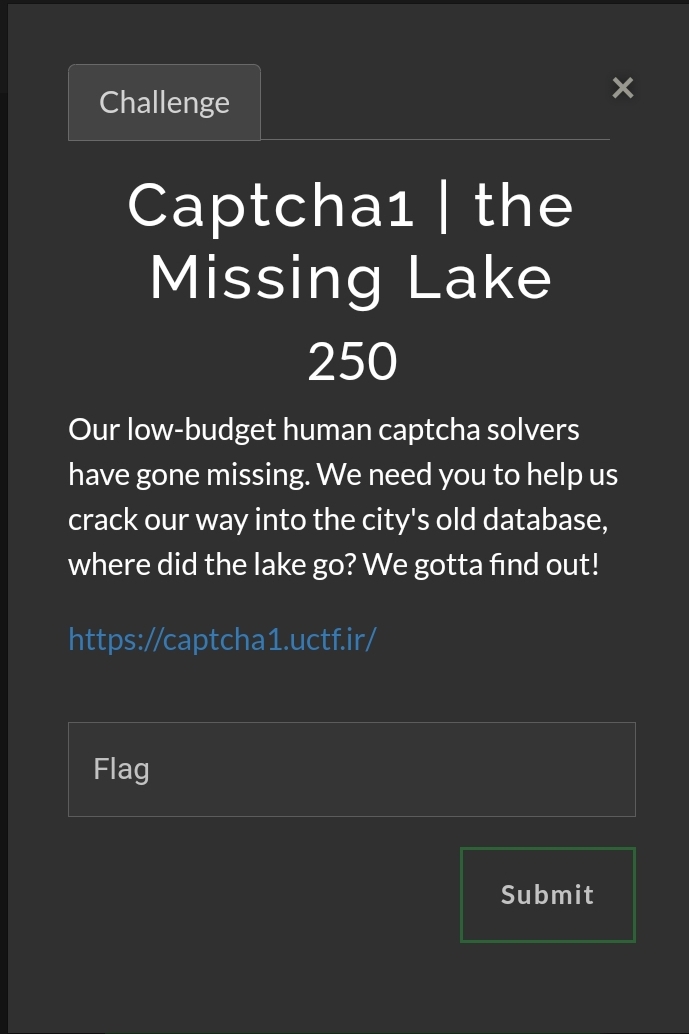 Challenge
×
Captcha1 | the
Missing Lake
250
Our low-budget human captcha solvers
have gone missing. We need you to help us
crack our way into the city's old database,
where did the lake go? We gotta find out!
https://captcha1.uctf.ir/
Flag
Submit